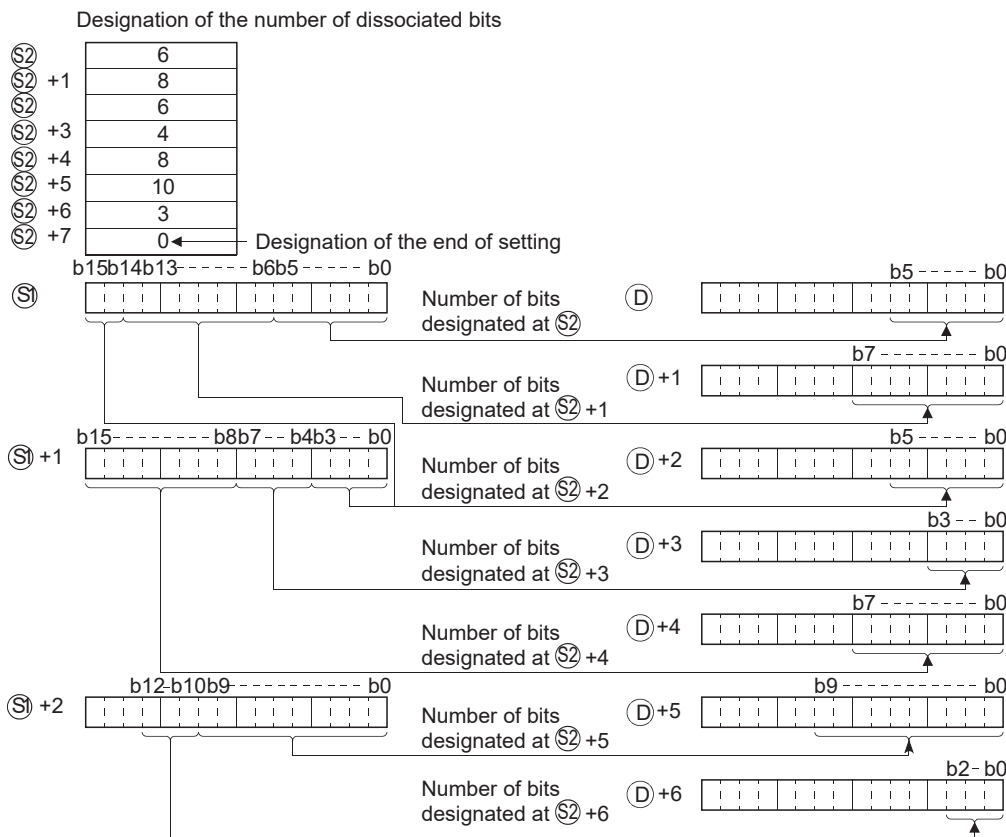 Designation of the number of dissociated bits
S2 6
S2 +1 8
S2 6
S2 +3 4
S2 +4 8
S2 +5 10
S2 +6 3
S2 +7 0 Designation of the end of setting
b15b14b13------b6b5------b0
b5-----b0
S1
Number of bits
designated at S2
D
b7-------b0
Number of bits
designated at S2 +1
D +1
b15----------b8b7--b4b3--b0
b5-----b0
S1 +1
Number of bits
designated at S2 +2
D +2
b3--b0
Number of bits
designated at S2 +3
D +3
b7-------b0
Number of bits
designated at S2 +4
D +4
b12-b10b9-------------b0
b9-----------b0
S1 +2
Number of bits
designated at S2 +5
D +5
b2-b0
Number of bits
designated at S2 +6
D +6